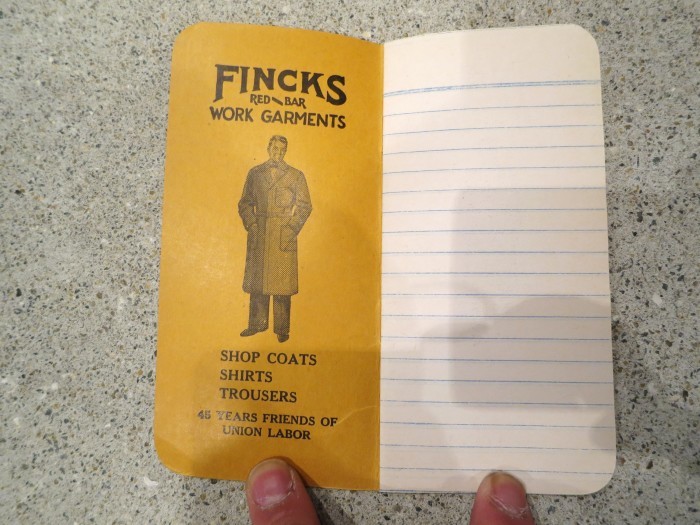 FINCKS
RED BAR
WORK GARMENTS
SHOP COATS
SHIRTS
TROUSERS
45 YEARS FRIENDS OF
UNION LABOR